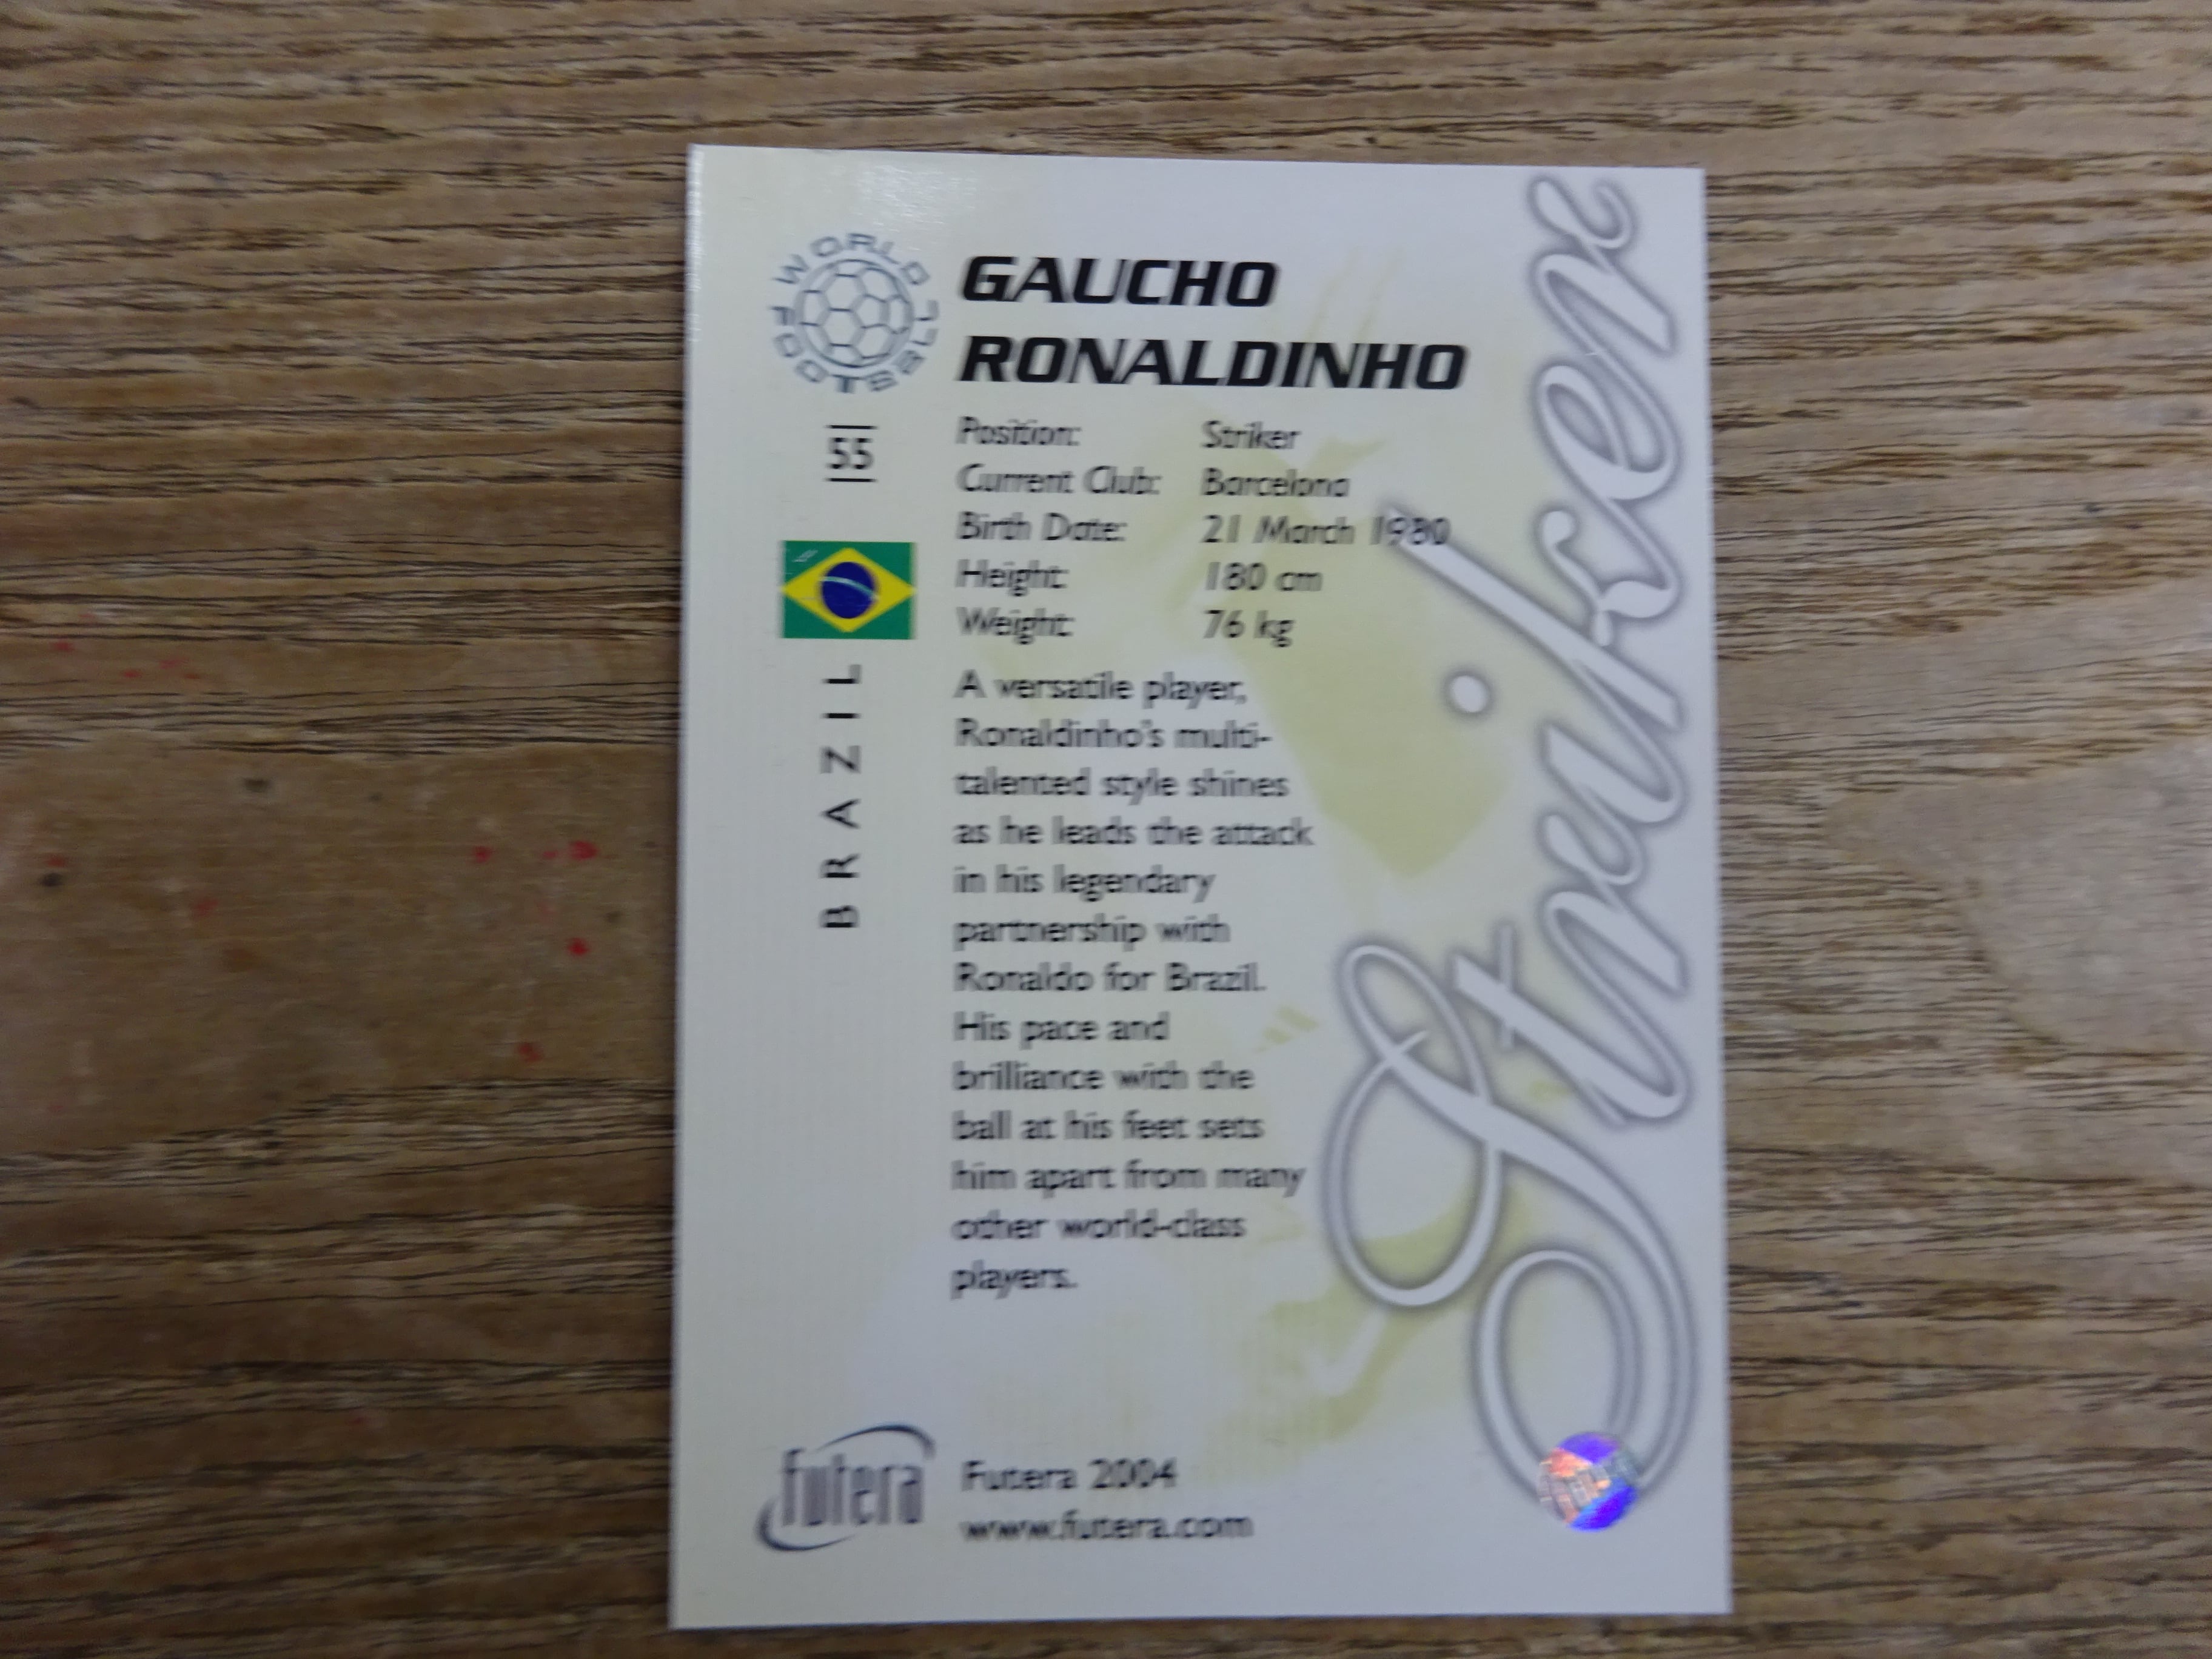 WORLD FOOTBALL
GAUCHO
RONALDINHO
55
Position: Striker
Current Club: Barcelona
Birth Date: 21 March 1980
Height: 180 cm
Weight: 76 kg
BRAZIL
A versatile player,
Ronaldinho's multi-
talented style shines
as he leads the attack
in his legendary
partnership with
Ronaldo for Brazil.
His pace and
brilliance with the
ball at his feet sets
him apart from many
other world-class
players.
Striker
futera
Futera 2004
www.futera.com
futera